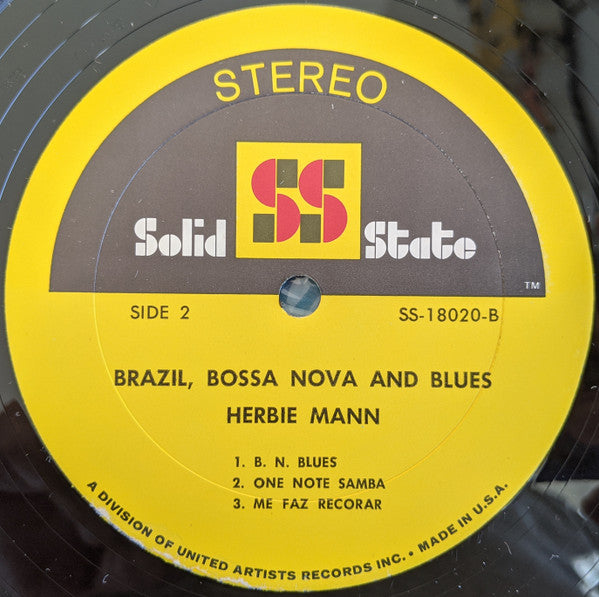 STEREO
SS
Solid State
TM
SIDE 2 SS-18020-B
BRAZIL, BOSSA NOVA AND BLUES
HERBIE MANN
1. B. N. BLUES
2. ONE NOTE SAMBA
3. ME FAZ RECORAR
A DIVISION OF UNITED ARTISTS RECORDS INC. • MADE IN U.S.A.